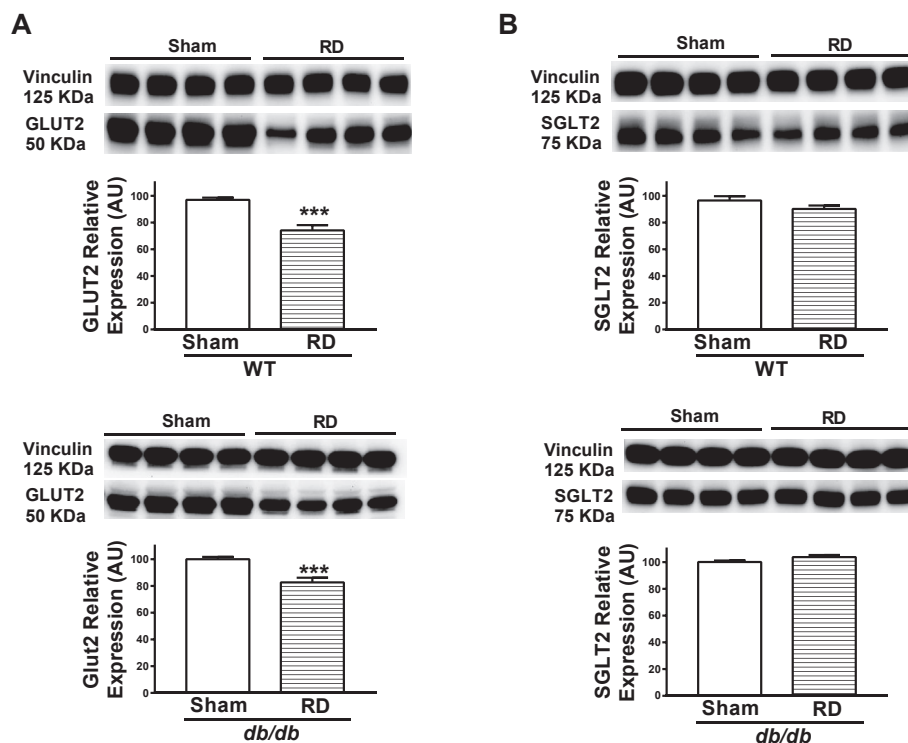 A
Sham RD
Vinculin
125 KDa
GLUT2
50 KDa
GLUT2 Relative
Expression (AU)
100
80
60
40
20
0
***
Sham RD
WT
Sham RD
Vinculin
125 KDa
GLUT2
50 KDa
Glut2 Relative
Expression (AU)
100
80
60
40
20
0
***
Sham RD
db/db
B
Sham RD
Vinculin
125 KDa
SGLT2
75 KDa
SGLT2 Relative
Expression (AU)
100
80
60
40
20
0
Sham RD
WT
Sham RD
Vinculin
125 KDa
SGLT2
75 KDa
SGLT2 Relative
Expression (AU)
100
80
60
40
20
0
Sham RD
db/db